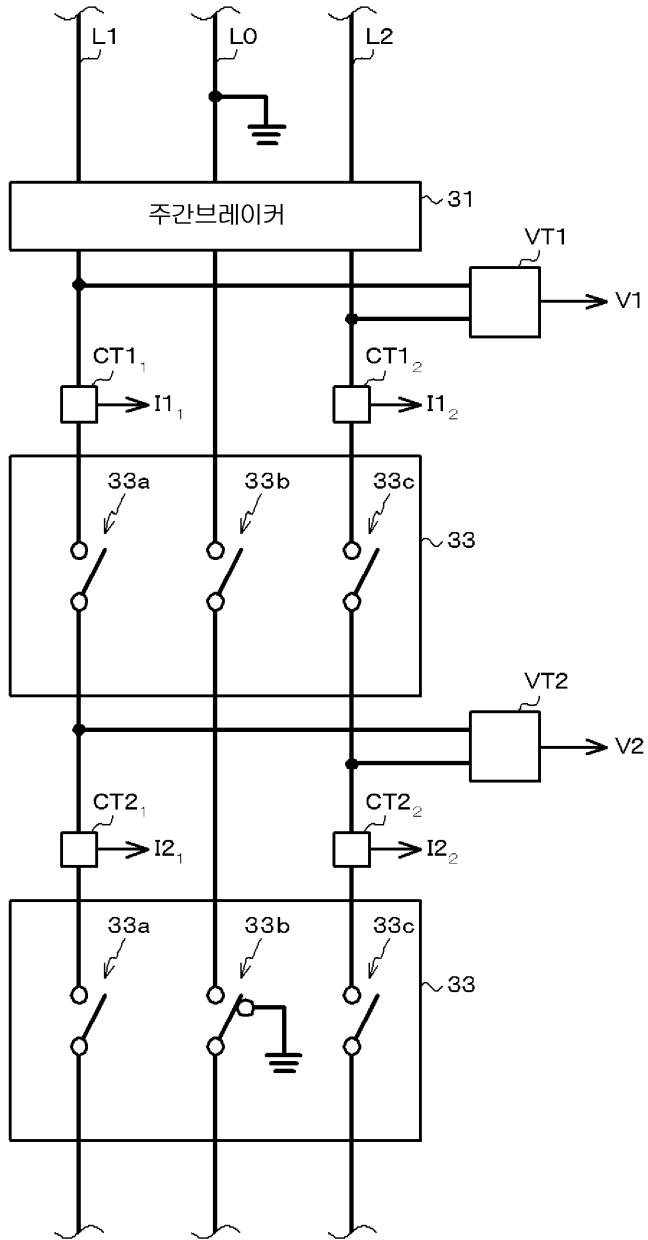 L1
L0
L2
주간브레이커
31
VT1
V1
CT1₁
I1₁
CT1₂
I1₂
33a
33b
33c
33
VT2
V2
CT2₁
I2₁
CT2₂
I2₂
33a
33b
33c
33